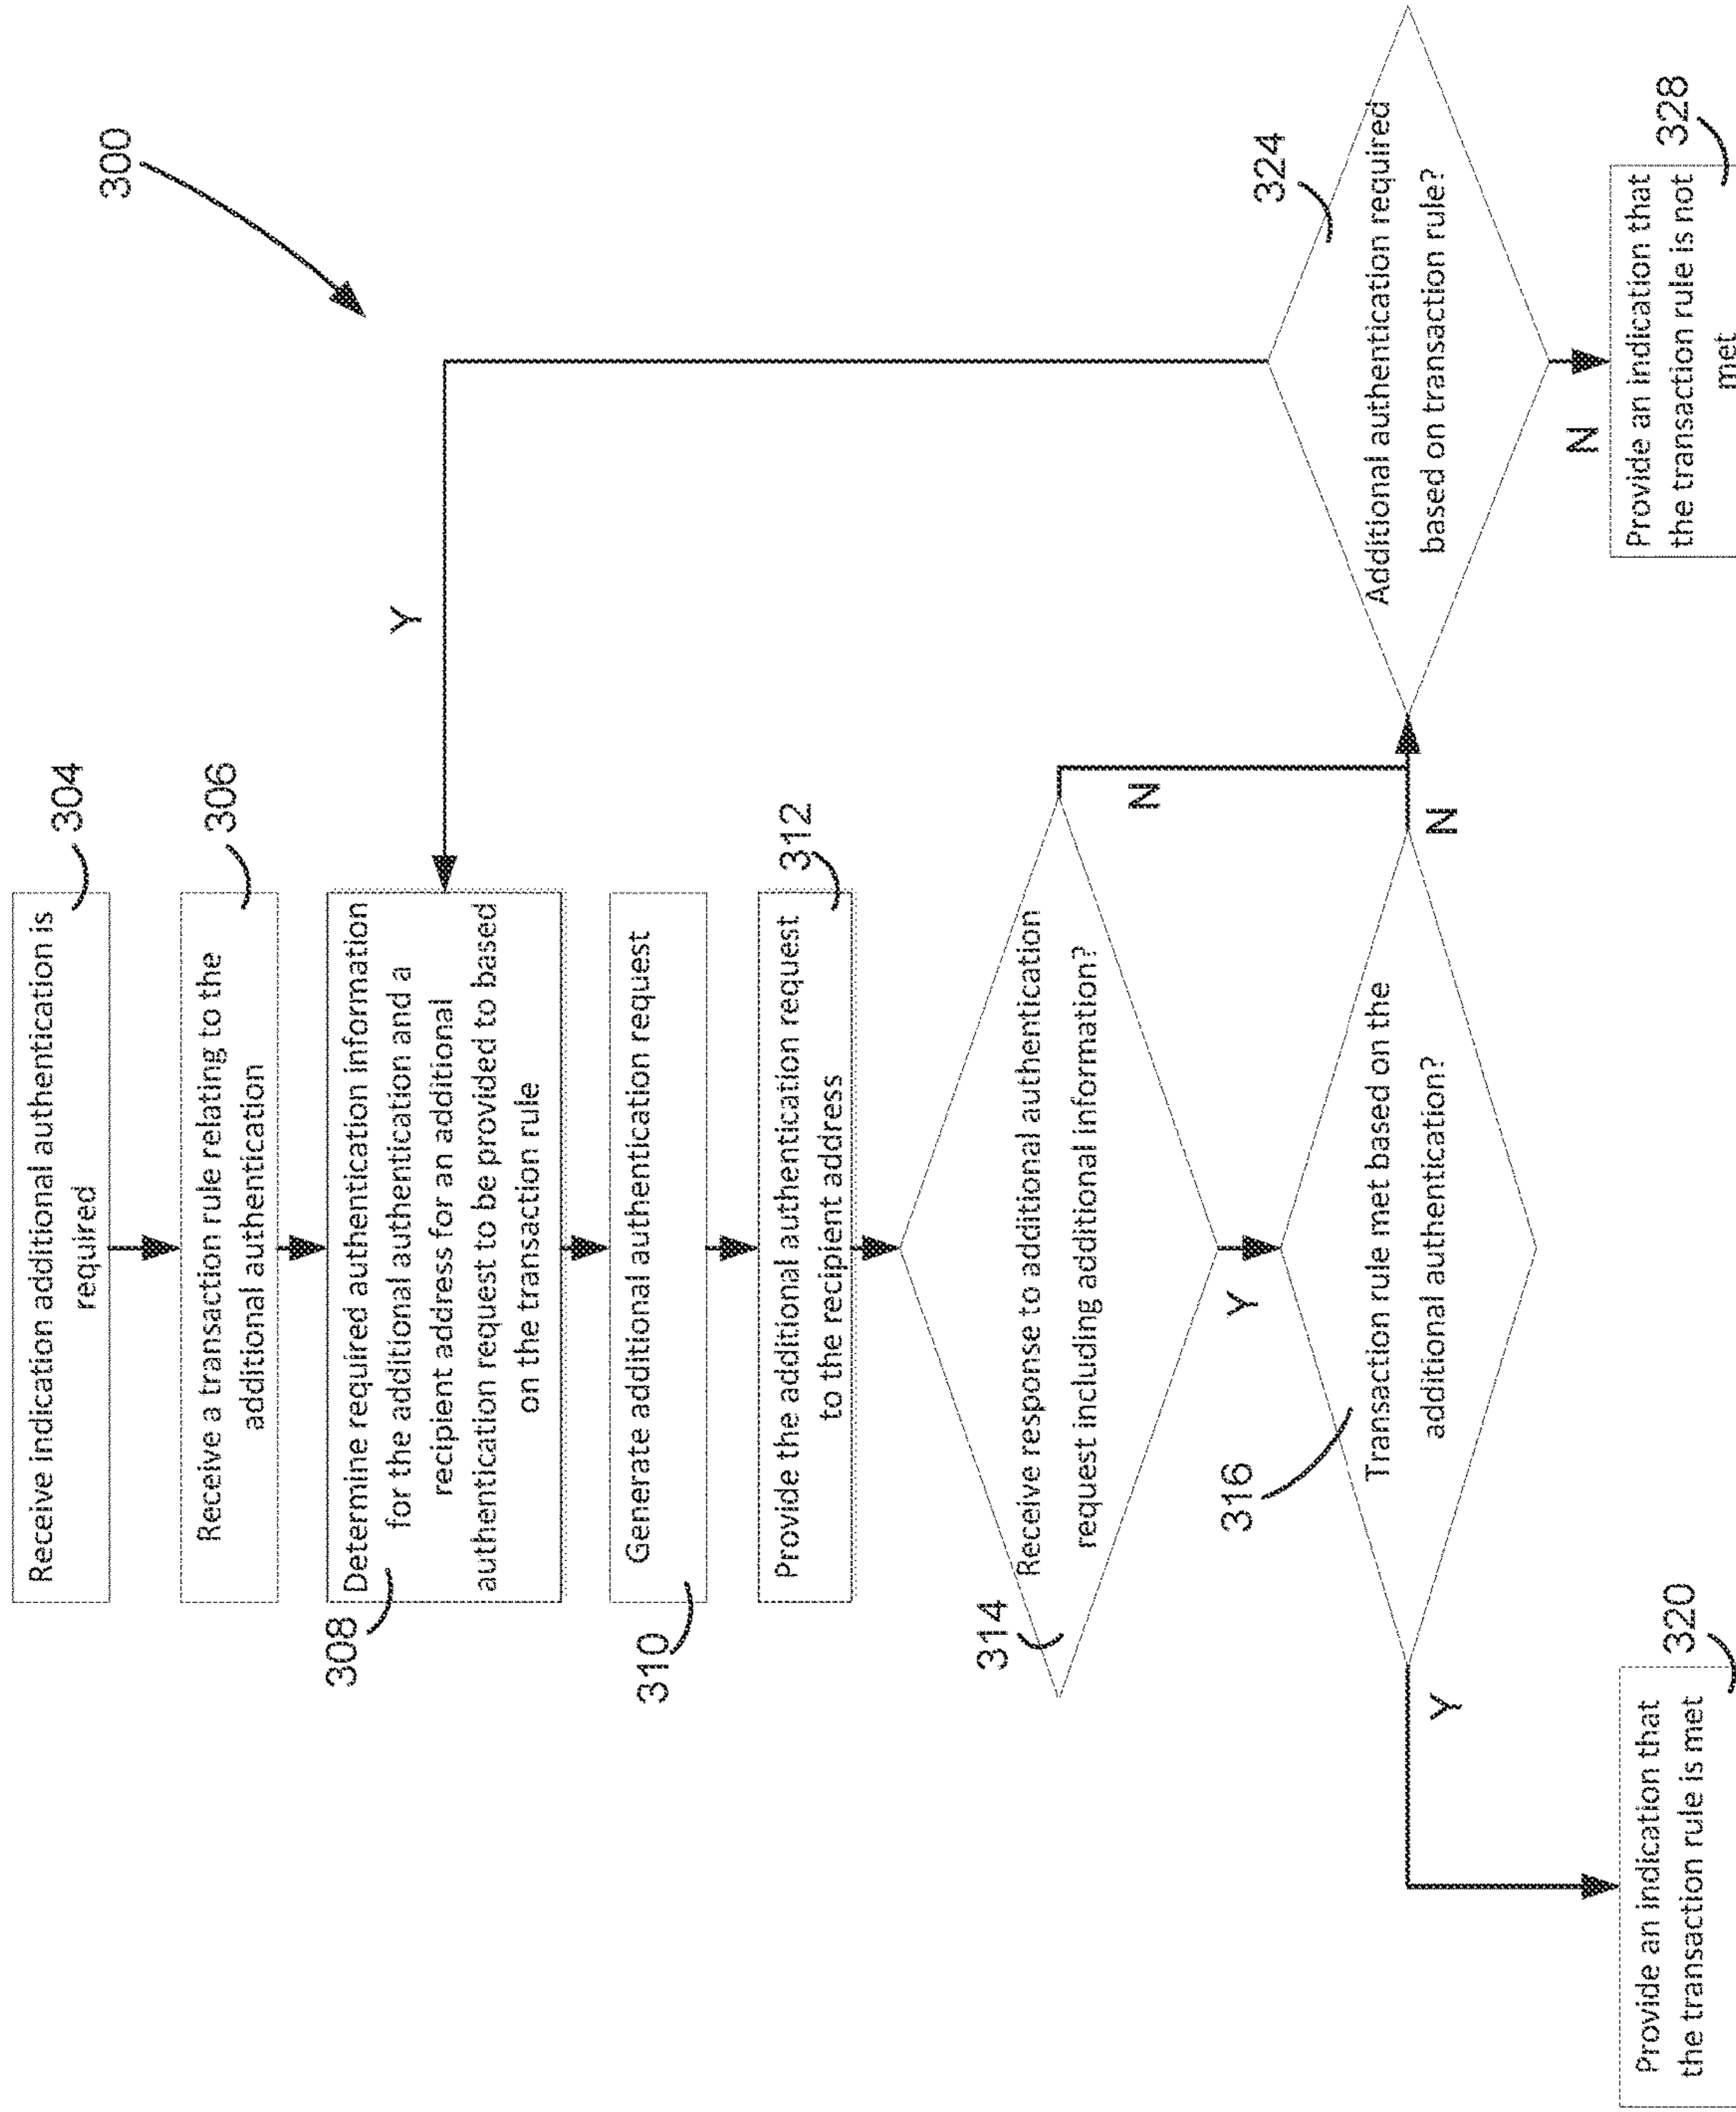 300
Receive indication additional authentication is
required
304
Receive a transaction rule relating to the
additional authentication
306
Determine required authentication information
for the additional authentication and a
recipient address for an additional
authentication request to be provided to based
on the transaction rule
308
Y
Generate additional authentication request
310
Provide the additional authentication request
to the recipient address
312
Receive response to additional authentication
request including additional information?
314
N
Y
Transaction rule met based on the
additional authentication?
316
N
Y
Additional authentication required
based on transaction rule?
324
N
Provide an indication that
the transaction rule is met
320
Provide an indication that
the transaction rule is not
met
328